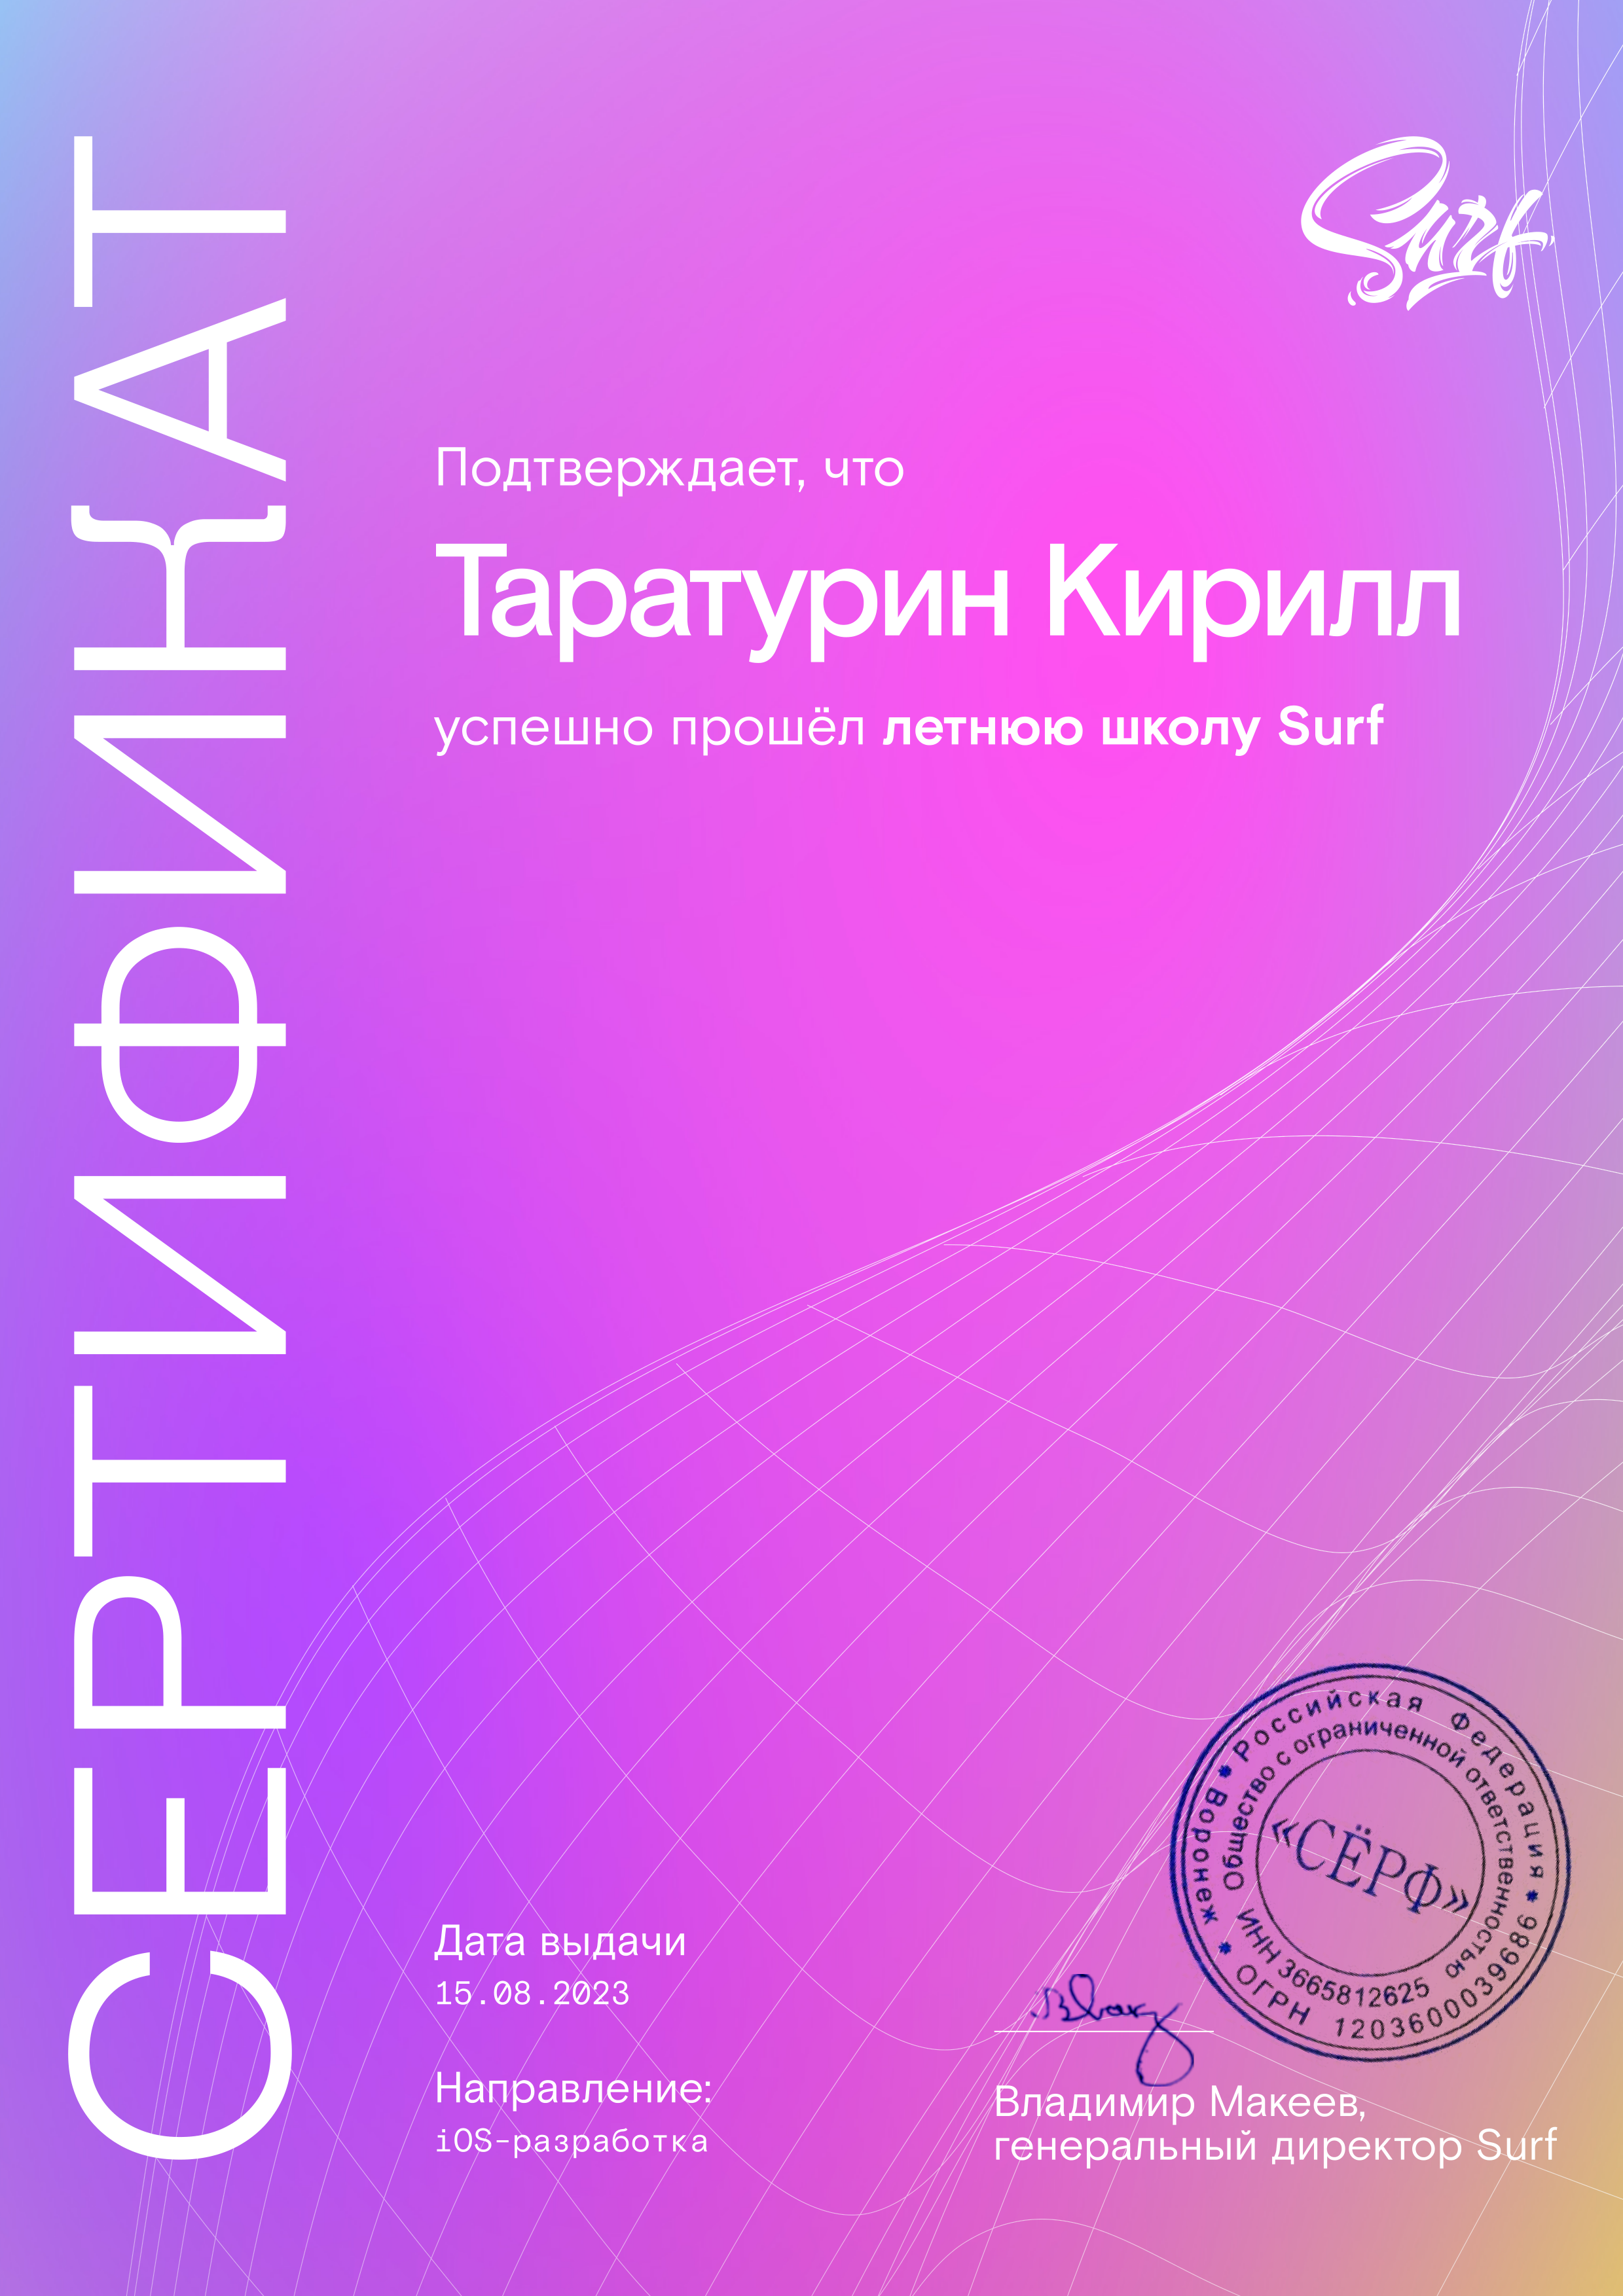 СЕРТИФИКАТ
Surf
Подтверждает, что
Таратурин Кирилл
успешно прошёл летнюю школу Surf
Дата выдачи
15.08.2023
Направление:
iOS-разработка
Владимир Макеев,
генеральный директор Surf
Российская Федерация * Воронеж *
ОГРН 1203600039686 *
Общество с ограниченной ответственностью
ИНН 3665812625
«СЁРФ»